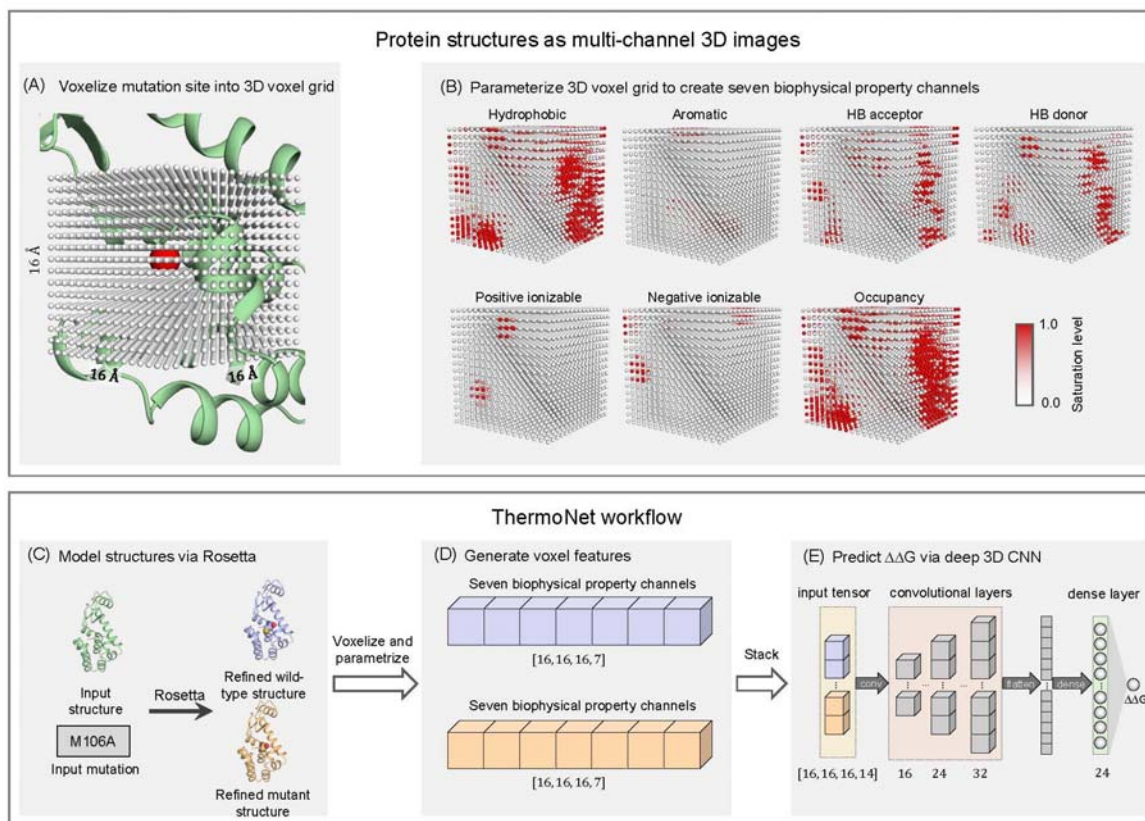 Protein structures as multi-channel 3D images
(A) Voxelize mutation site into 3D voxel grid
16 Å
16 Å
16 Å
(B) Parameterize 3D voxel grid to create seven biophysical property channels
Hydrophobic
Aromatic
HB acceptor
HB donor
Positive ionizable
Negative ionizable
Occupancy
1.0
0.0
Saturation level
ThermoNet workflow
(C) Model structures via Rosetta
Input
structure
M106A
Input mutation
Rosetta
Refined wild-
type structure
Refined mutant
structure
Voxelize and
parametrize
(D) Generate voxel features
Seven biophysical property channels
[16, 16, 16, 7]
Seven biophysical property channels
[16, 16, 16, 7]
Stack
(E) Predict ΔΔG via deep 3D CNN
input tensor
convolutional layers
dense layer
conv
flatten
dense
ΔΔG
[16, 16, 16, 14]
16
24
32
24